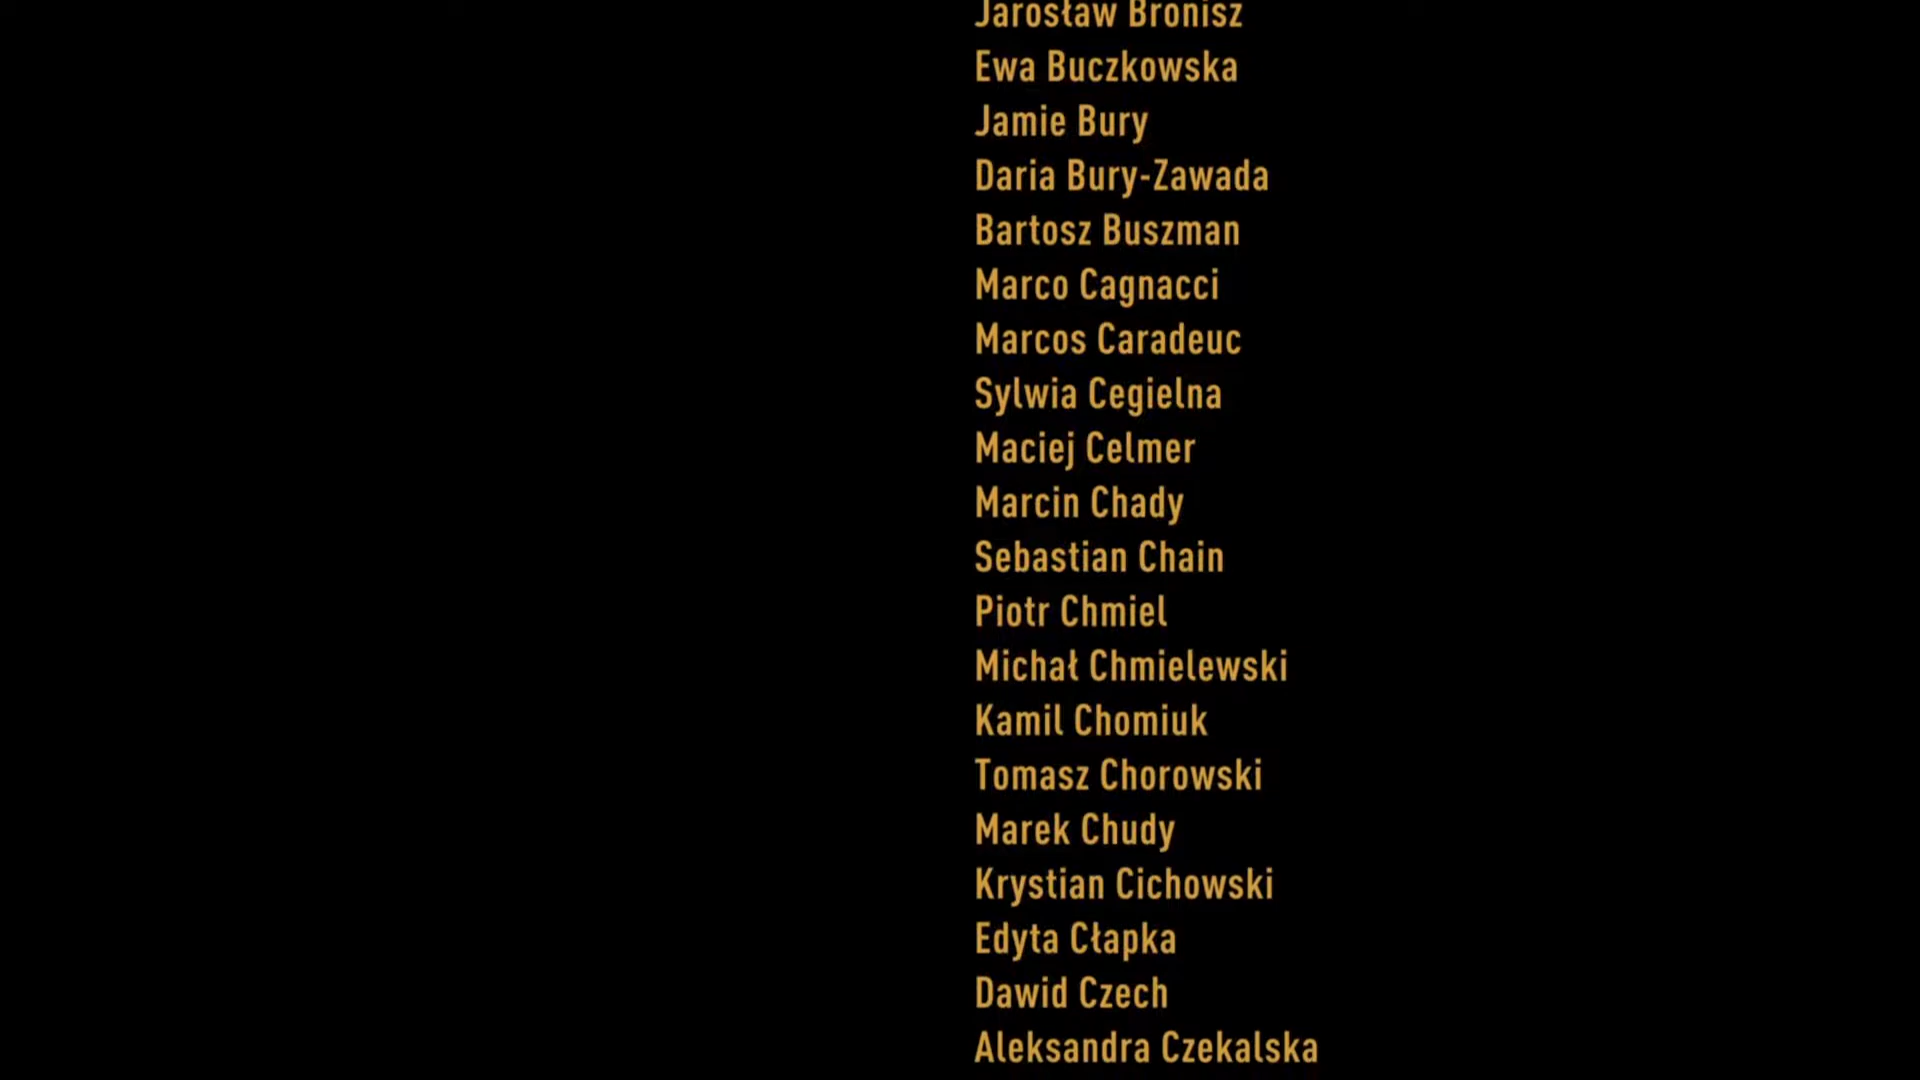 Jarosław Bronisz
Ewa Buczkowska
Jamie Bury
Daria Bury-Zawada
Bartosz Buszman
Marco Cagnacci
Marcos Caradeuc
Sylwia Cegielna
Maciej Celmer
Marcin Chady
Sebastian Chain
Piotr Chmiel
Michał Chmielewski
Kamil Chomiuk
Tomasz Chorowski
Marek Chudy
Krystian Cichowski
Edyta Cłapka
Dawid Czech
Aleksandra Czekalska